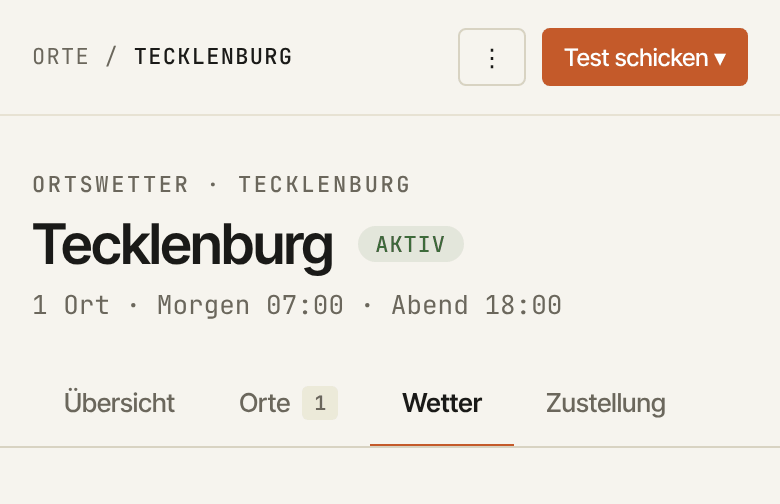 ORTE / TECKLENBURG
⋮
Test schicken ▾
ORTSWETTER · TECKLENBURG
Tecklenburg AKTIV
1 Ort · Morgen 07:00 · Abend 18:00
Übersicht Orte 1 Wetter Zustellung